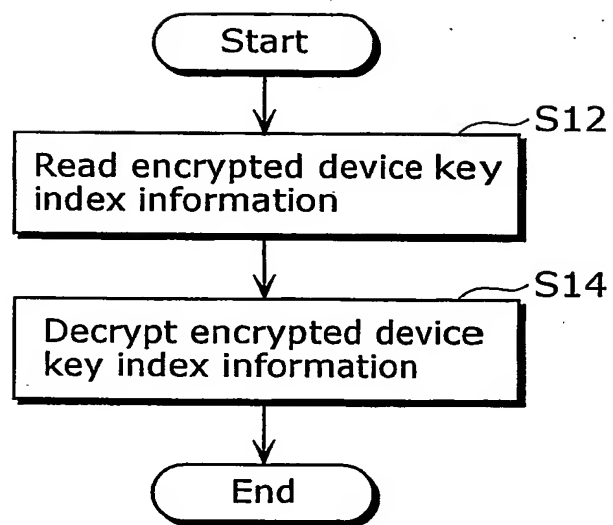 Start
S12
Read encrypted device key
index information
S14
Decrypt encrypted device
key index information
End